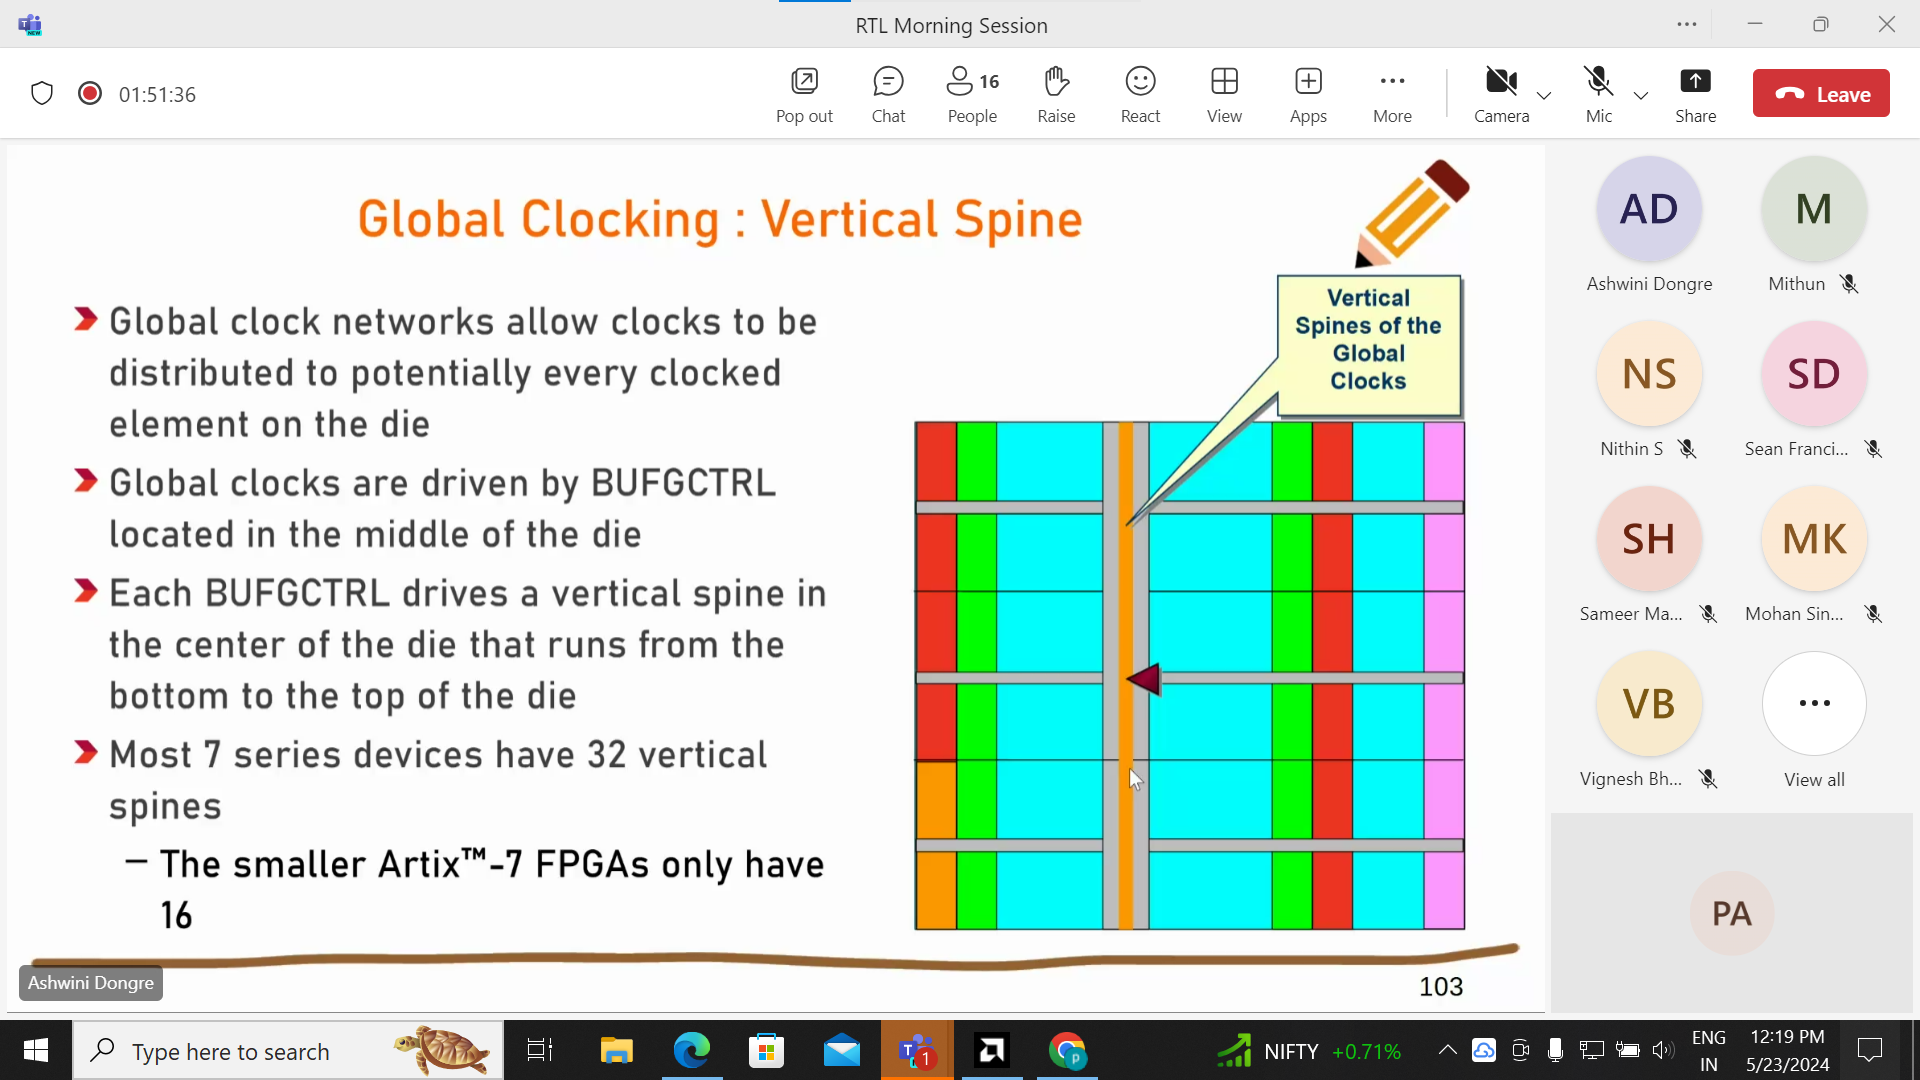 NEW
RTL Morning Session
01:51:36
Pop out
Chat
16
People
Raise
React
View
Apps
More
Camera
Mic
Share
Leave
Global Clocking : Vertical Spine
Global clock networks allow clocks to be
distributed to potentially every clocked
element on the die
Global clocks are driven by BUFGCTRL
located in the middle of the die
Each BUFGCTRL drives a vertical spine in
the center of the die that runs from the
bottom to the top of the die
Most 7 series devices have 32 vertical
spines
– The smaller Artix™-7 FPGAs only have
16
Vertical
Spines of the
Global
Clocks
103
Ashwini Dongre
AD
Ashwini Dongre
M
Mithun
NS
Nithin S
SD
Sean Franci...
SH
Sameer Ma...
MK
Mohan Sin...
VB
Vignesh Bh...
View all
PA
Type here to search
1
p
NIFTY +0.71%
ENG
IN
12:19 PM
5/23/2024